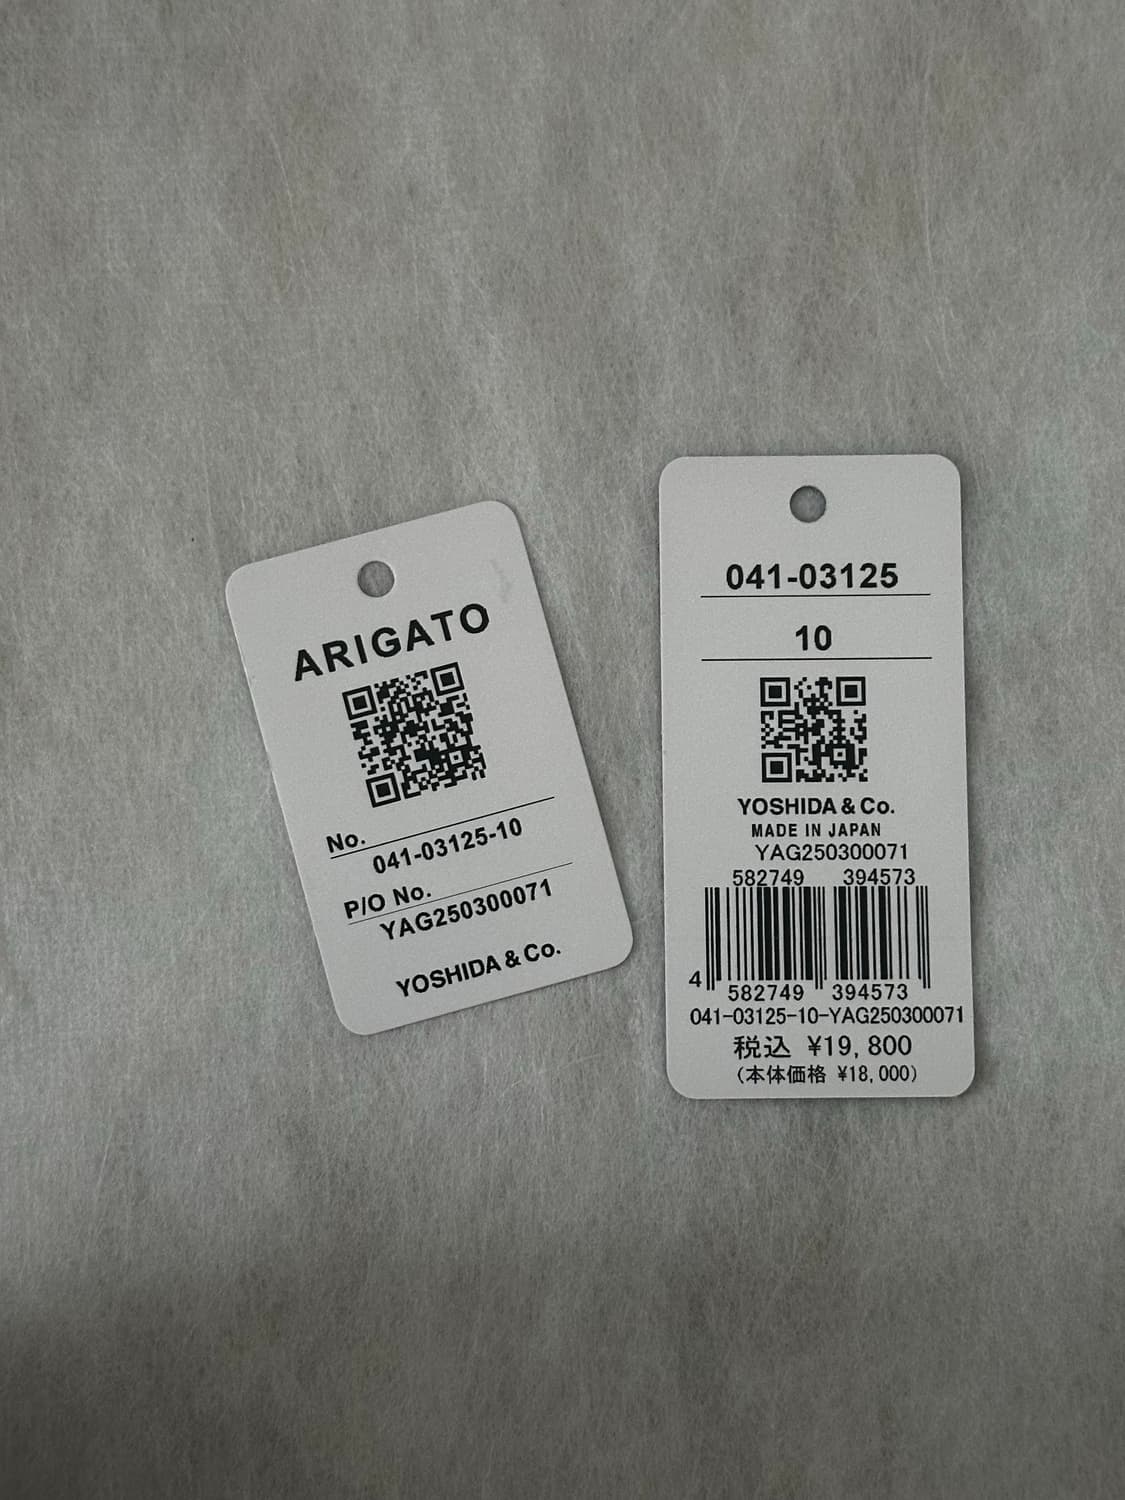 ARIGATO
No.
041-03125-10
P/O No.
YAG250300071
YOSHIDA & Co.
041-03125
10
YOSHIDA & Co.
MADE IN JAPAN
YAG250300071
582749 394573
4 582749 394573
041-03125-10-YAG250300071
税込 ¥19,800
(本体価格 ¥18,000)